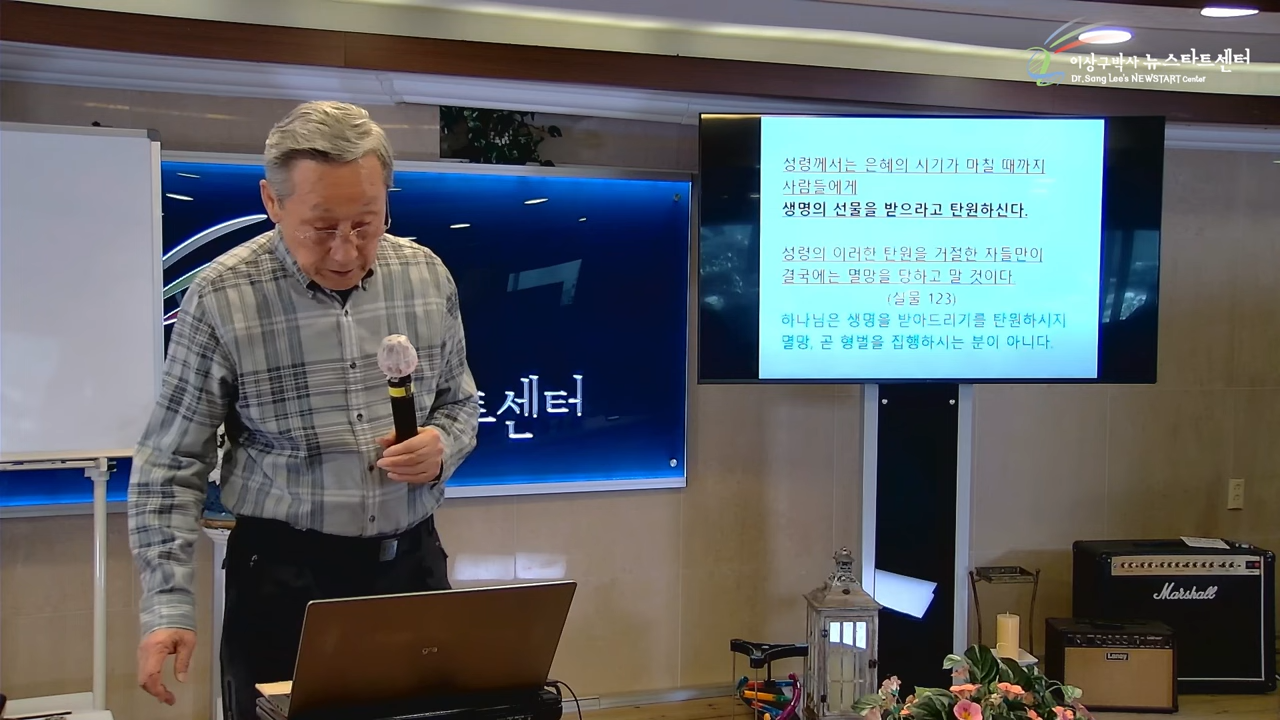 이상구박사 뉴스타트센터
Dr. Sang Lee's NEWSTART Center
성령께서는 은혜의 시기가 마칠 때까지
사람들에게
생명의 선물을 받으라고 탄원하신다.
성령의 이러한 탄원을 거절한 자들만이
결국에는 멸망을 당하고 말 것이다
(실물 123)
하나님은 생명을 받아드리기를 탄원하시지
멸망, 곧 형벌을 집행하시는 분이 아니다.
트센터
gram
Marshall
Laney